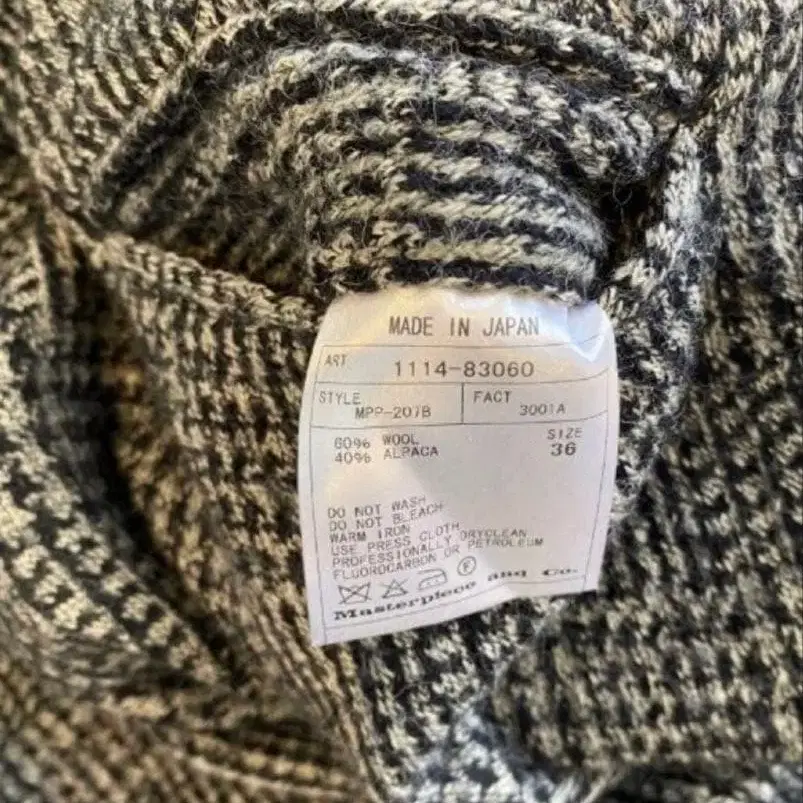 MADE IN JAPAN
ART 1114-83060
STYLE MPP-207B FACT 3001A
60% WOOL SIZE
40% ALPACA 36
DO NOT WASH
DO NOT BLEACH
WARM IRON
USE PRESS CLOTH
PROFESSIONALLY DRYCLEAN
FLUOROCARBON OR PETROLEUM
F
Masterpiece and Co.